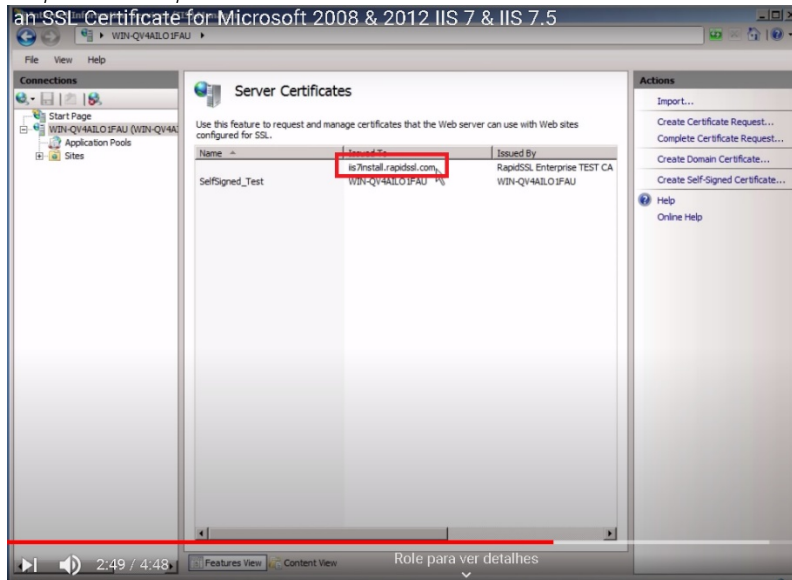 an SSL Certificate for Microsoft 2008 & 2012 IIS 7 & IIS 7.5
WIN-QV4AILO1FAU
File View Help
Connections
Start Page
WIN-QV4AILO1FAU (WIN-QV4A
Application Pools
Sites
Server Certificates
Use this feature to request and manage certificates that the Web server can use with Web sites
configured for SSL.
Name Issued To Issued By
iis7install.rapidssl.com RapidSSL Enterprise TEST CA
SelfSigned_Test WIN-QV4AILO1FAU WIN-QV4AILO1FAU
Features View Content View
Actions
Import...
Create Certificate Request...
Complete Certificate Request...
Create Domain Certificate...
Create Self-Signed Certificate...
Help
Online Help
2:49 / 4:48
Role para ver detalhes